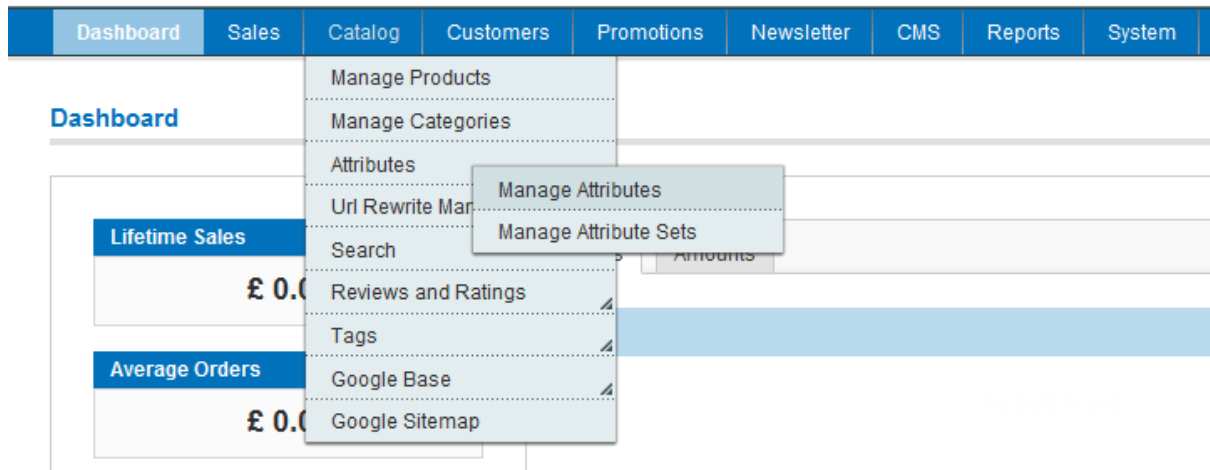 Dashboard Sales Catalog Customers Promotions Newsletter CMS Reports System
Manage Products
Dashboard
Manage Categories
Attributes
Manage Attributes
Url Rewrite Man
Manage Attribute Sets
Lifetime Sales
Search
Amounts
£ 0.0
Reviews and Ratings
Tags
Average Orders
Google Base
£ 0.0
Google Sitemap